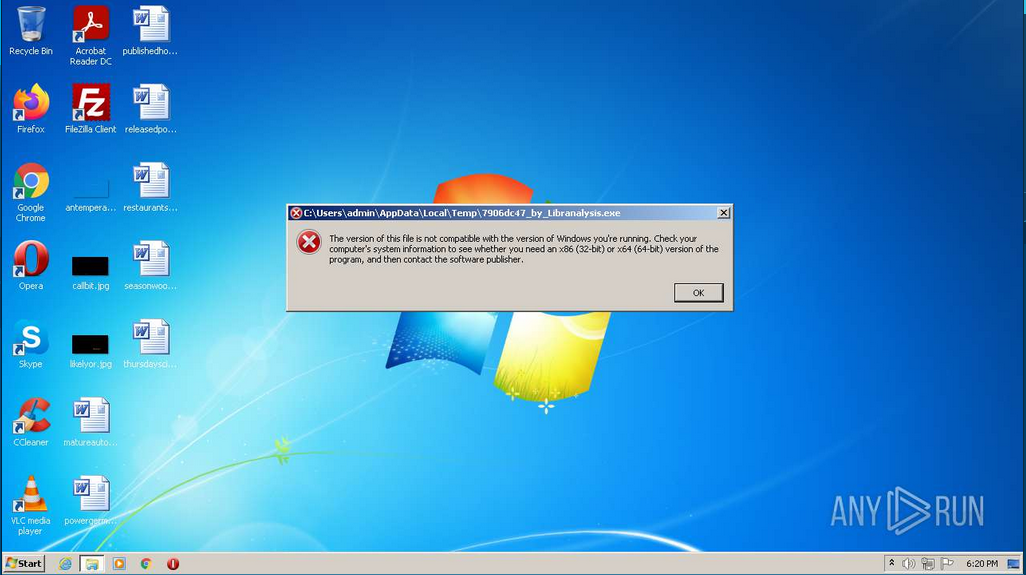 Recycle Bin
Acrobat
Reader DC
publishedho...
Firefox
FileZilla Client
releasedpo...
Google
Chrome
antempera...
restaurants...
Opera
callbit.jpg
seasonwoo...
Skype
likelyor.jpg
thursdaysci...
CCleaner
matureauto...
VLC media
player
powergerm...
C:\Users\admin\AppData\Local\Temp\7906dc47_by_Libranalysis.exe
The version of this file is not compatible with the version of Windows you're running. Check your
computer's system information to see whether you need an x86 (32-bit) or x64 (64-bit) version of the
program, and then contact the software publisher.
OK
ANY RUN
Start
6:20 PM